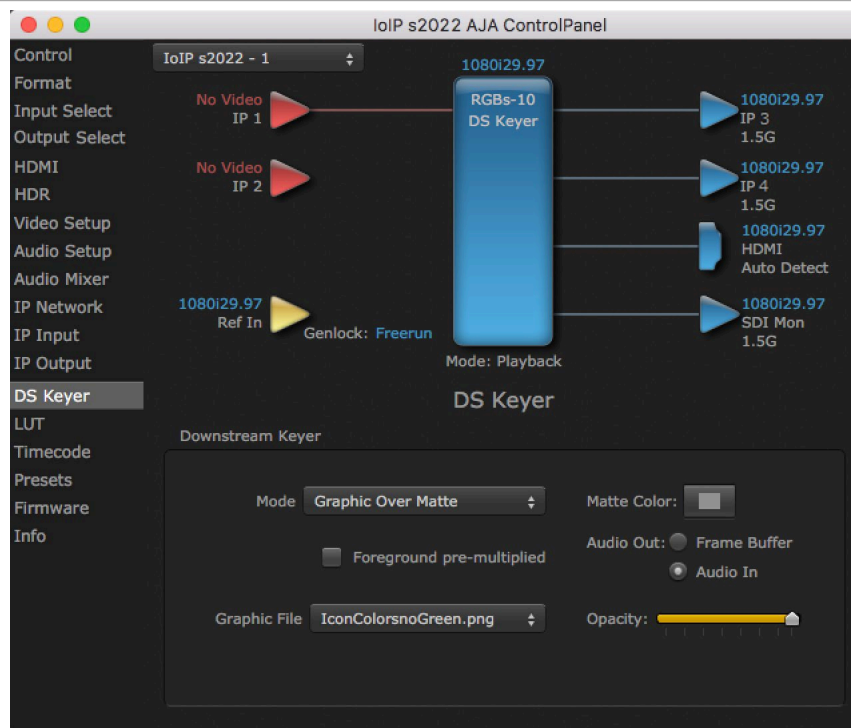 IoIP s2022 AJA ControlPanel
Control
Format
Input Select
Output Select
HDMI
HDR
Video Setup
Audio Setup
Audio Mixer
IP Network
IP Input
IP Output
DS Keyer
LUT
Timecode
Presets
Firmware
Info
IoIP s2022 - 1
1080i29.97
RGBs-10
DS Keyer
No Video
IP 1
No Video
IP 2
1080i29.97
Ref In
Genlock: Freerun
Mode: Playback
1080i29.97
IP 3
1.5G
1080i29.97
IP 4
1.5G
1080i29.97
HDMI
Auto Detect
1080i29.97
SDI Mon
1.5G
DS Keyer
Downstream Keyer
Mode Graphic Over Matte
Foreground pre-multiplied
Graphic File IconColorsnoGreen.png
Matte Color:
Audio Out: Frame Buffer
Audio In
Opacity: